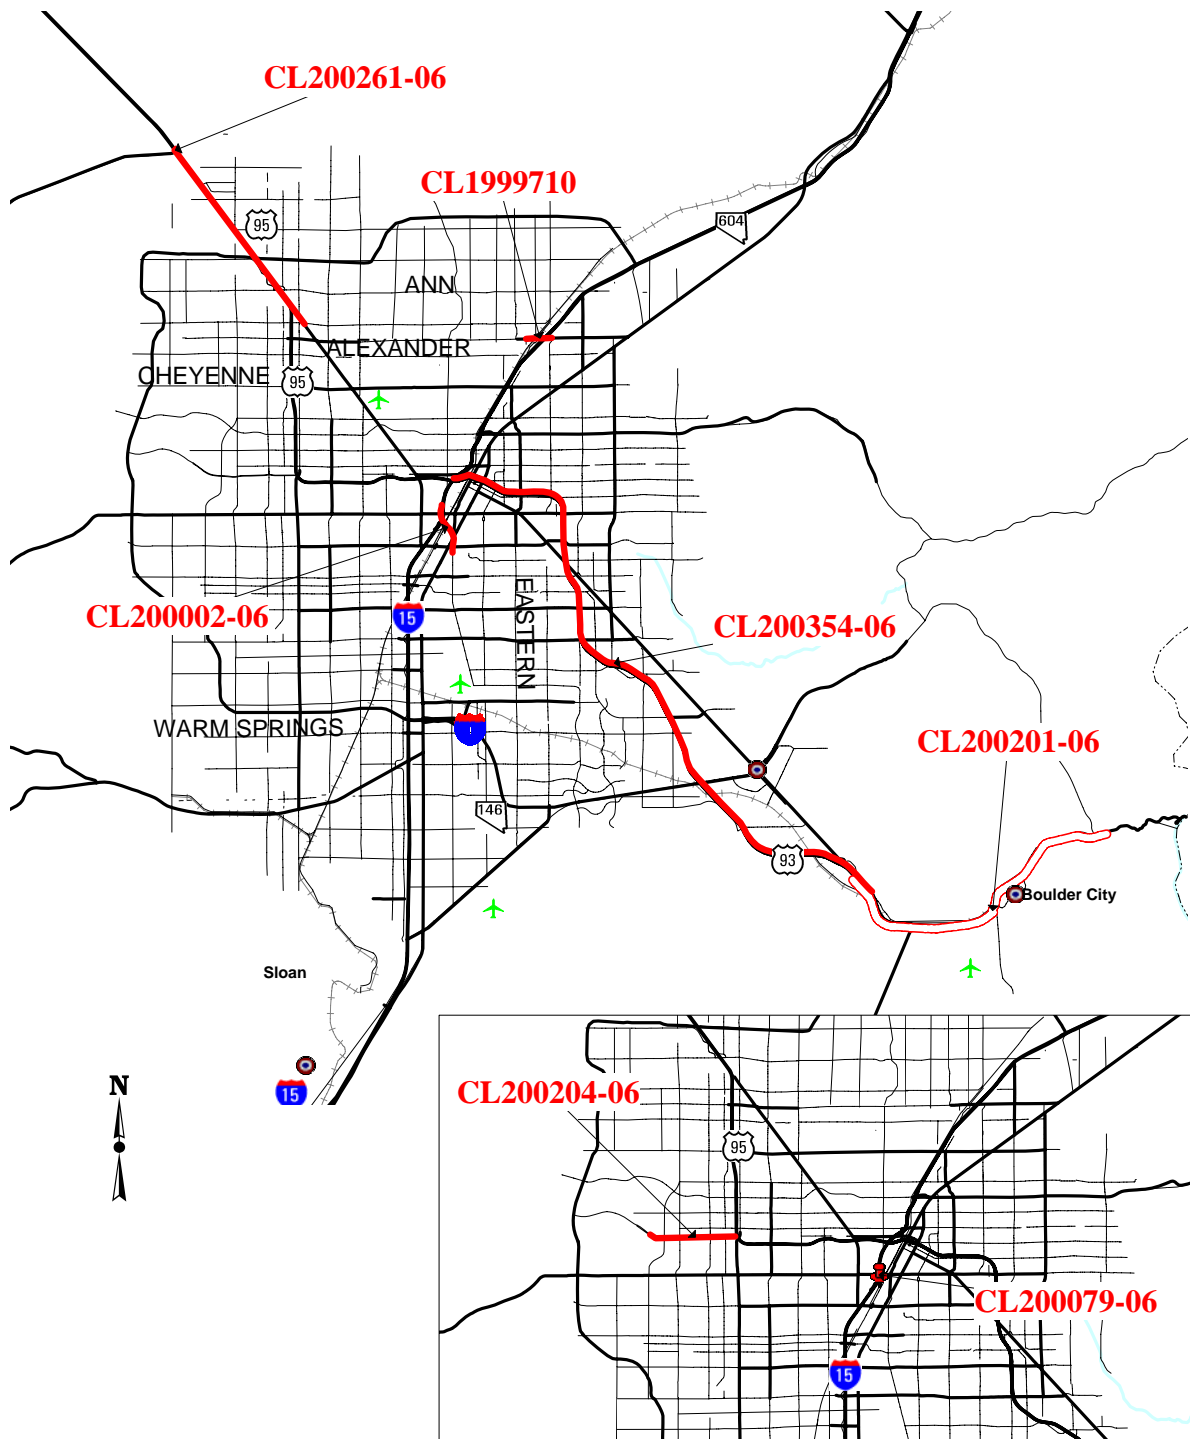 CL200261-06
CL1999710
604
95
ANN
ALEXANDER
CHEYENNE
95
EASTERN
CL200002-06
15
CL200354-06
WARM SPRINGS
CL200201-06
146
93
Boulder City
Sloan
15
N
CL200204-06
95
CL200079-06
15